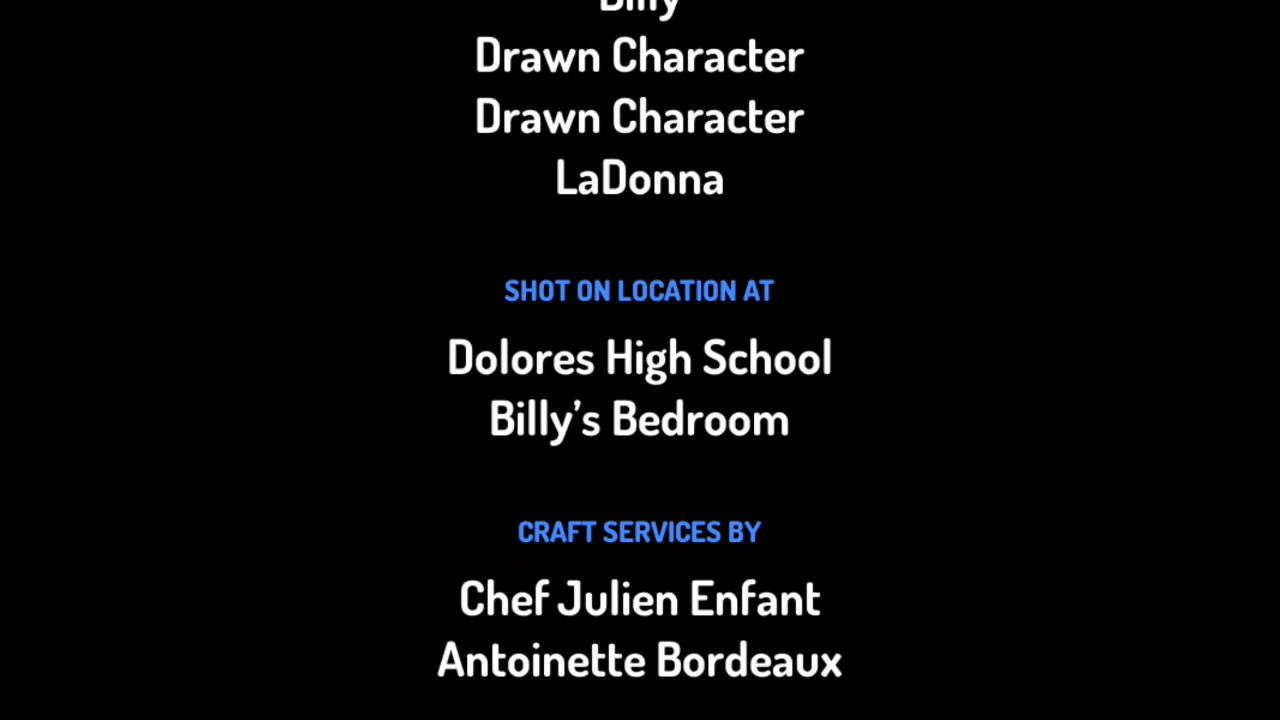 Billy
Drawn Character
Drawn Character
LaDonna
SHOT ON LOCATION AT
Dolores High School
Billy’s Bedroom
CRAFT SERVICES BY
Chef Julien Enfant
Antoinette Bordeaux